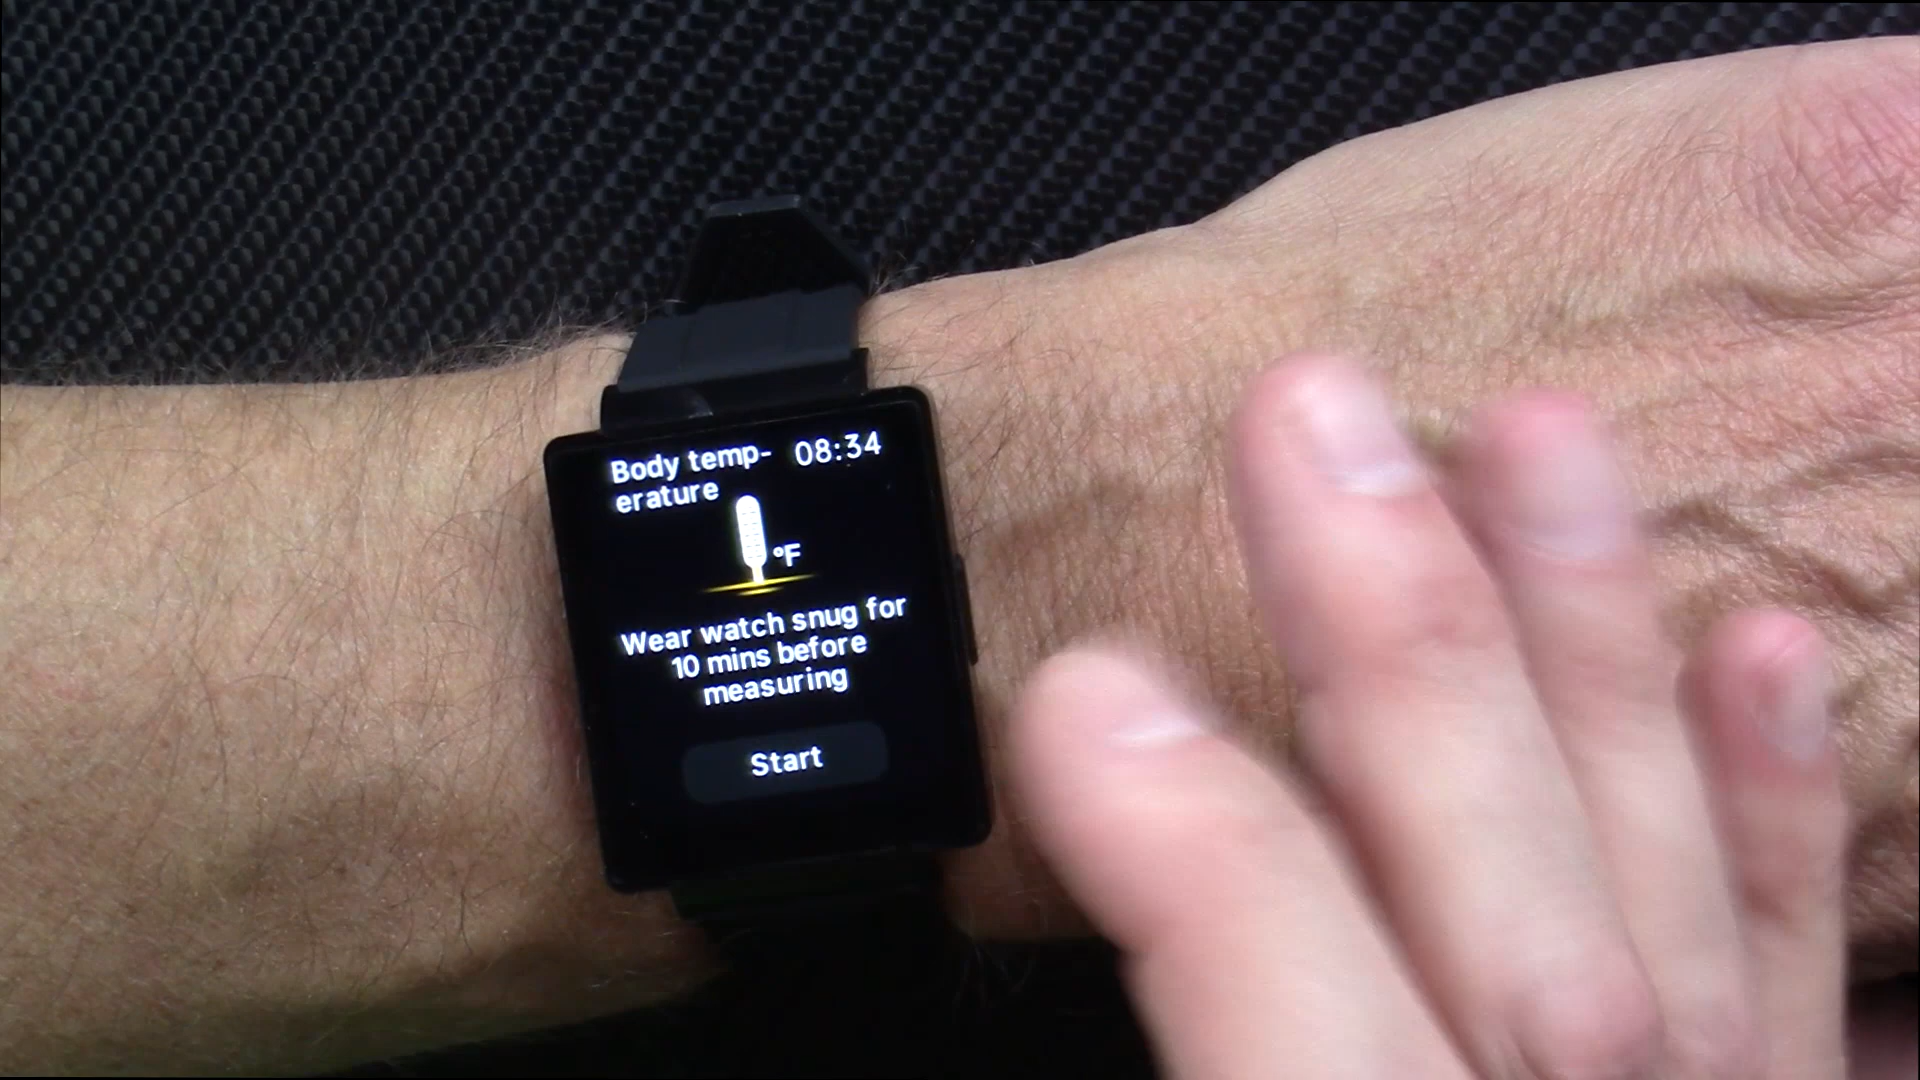 Body temp- 08:34
erature
°F
Wear watch snug for
10 mins before
measuring
Start